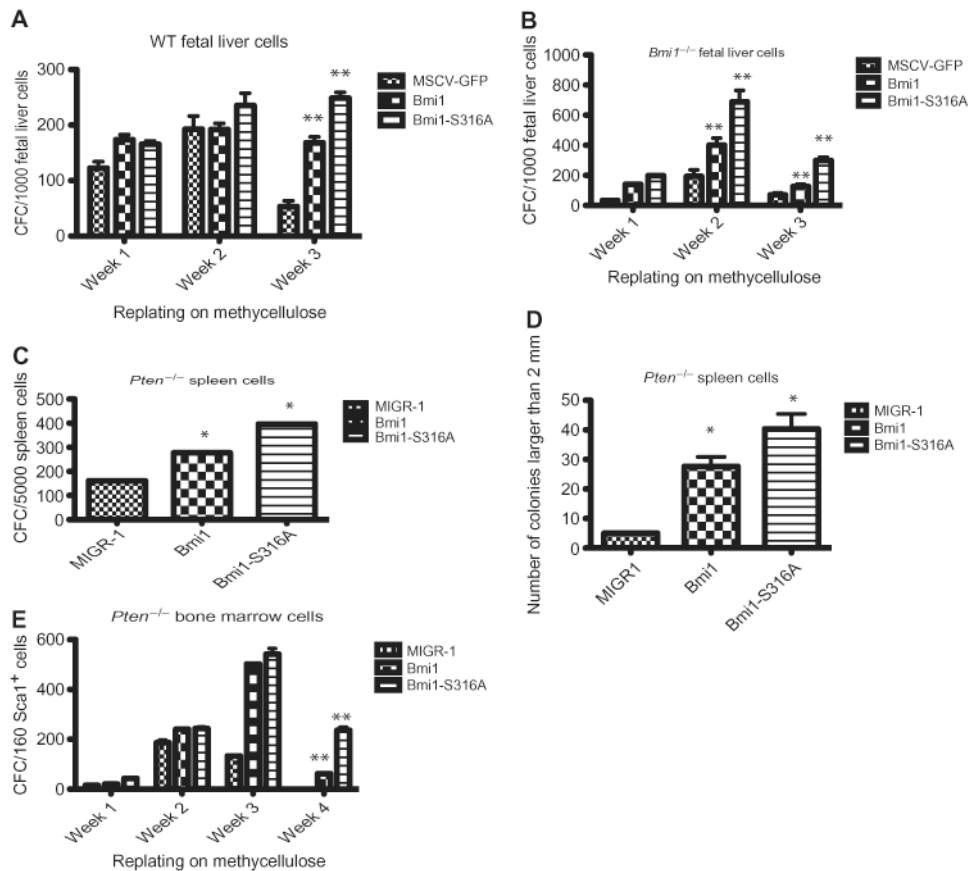 A
WT fetal liver cells
CFC/1000 fetal liver cells
300
200
100
0
Week 1
Week 2
Week 3
**
**
Replating on methycellulose
MSCV-GFP
Bmi1
Bmi1-S316A
B
Bmi1–/– fetal liver cells
CFC/1000 fetal liver cells
1000
800
600
400
200
0
Week 1
Week 2
Week 3
**
**
**
**
Replating on methycellulose
MSCV-GFP
Bmi1
Bmi1-S316A
C
Pten–/– spleen cells
CFC/5000 spleen cells
500
400
300
200
100
0
*
*
MIGR-1
Bmi1
Bmi1-S316A
MIGR-1
Bmi1
Bmi1-S316A
D
Pten–/– spleen cells
Number of colonies larger than 2 mm
50
40
30
20
10
0
*
*
MIGR1
Bmi1
Bmi1-S316A
MIGR-1
Bmi1
Bmi1-S316A
E
Pten–/– bone marrow cells
CFC/160 Sca1+ cells
600
400
200
0
Week 1
Week 2
Week 3
Week 4
**
**
Replating on methycellulose
MIGR-1
Bmi1
Bmi1-S316A